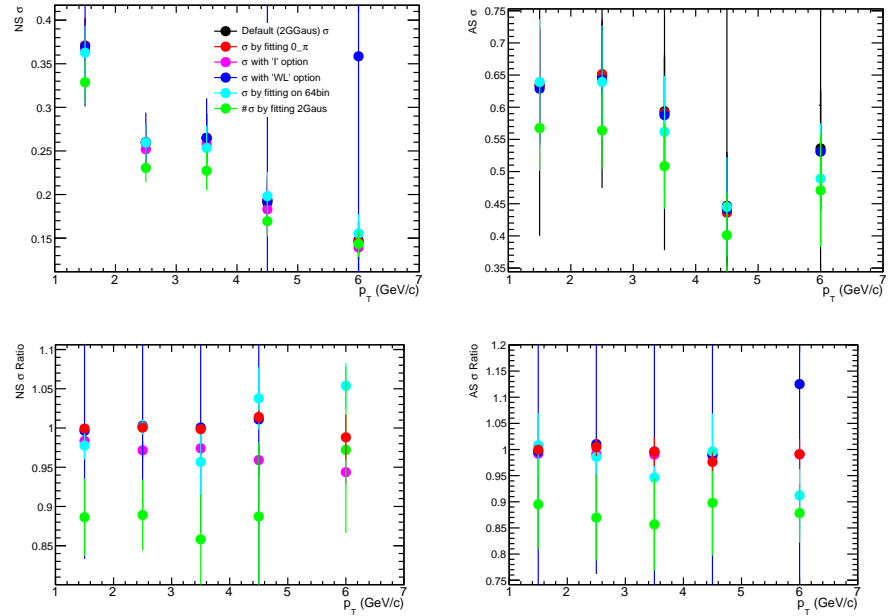 NS σ
0.4
0.35
0.3
0.25
0.2
0.15
Default (2GGaus) σ
σ by fitting 0_π
σ with 'I' option
σ with 'WL' option
σ by fitting on 64bin
#σ by fitting 2Gaus
1 2 3 4 5 6 7
p_T (GeV/c)
AS σ
0.75
0.7
0.65
0.6
0.55
0.5
0.45
0.4
0.35
1 2 3 4 5 6 7
p_T (GeV/c)
NS σ Ratio
1.1
1.05
1
0.95
0.9
0.85
1 2 3 4 5 6 7
p_T (GeV/c)
AS σ Ratio
1.2
1.15
1.1
1.05
1
0.95
0.9
0.85
0.8
0.75
1 2 3 4 5 6 7
p_T (GeV/c)